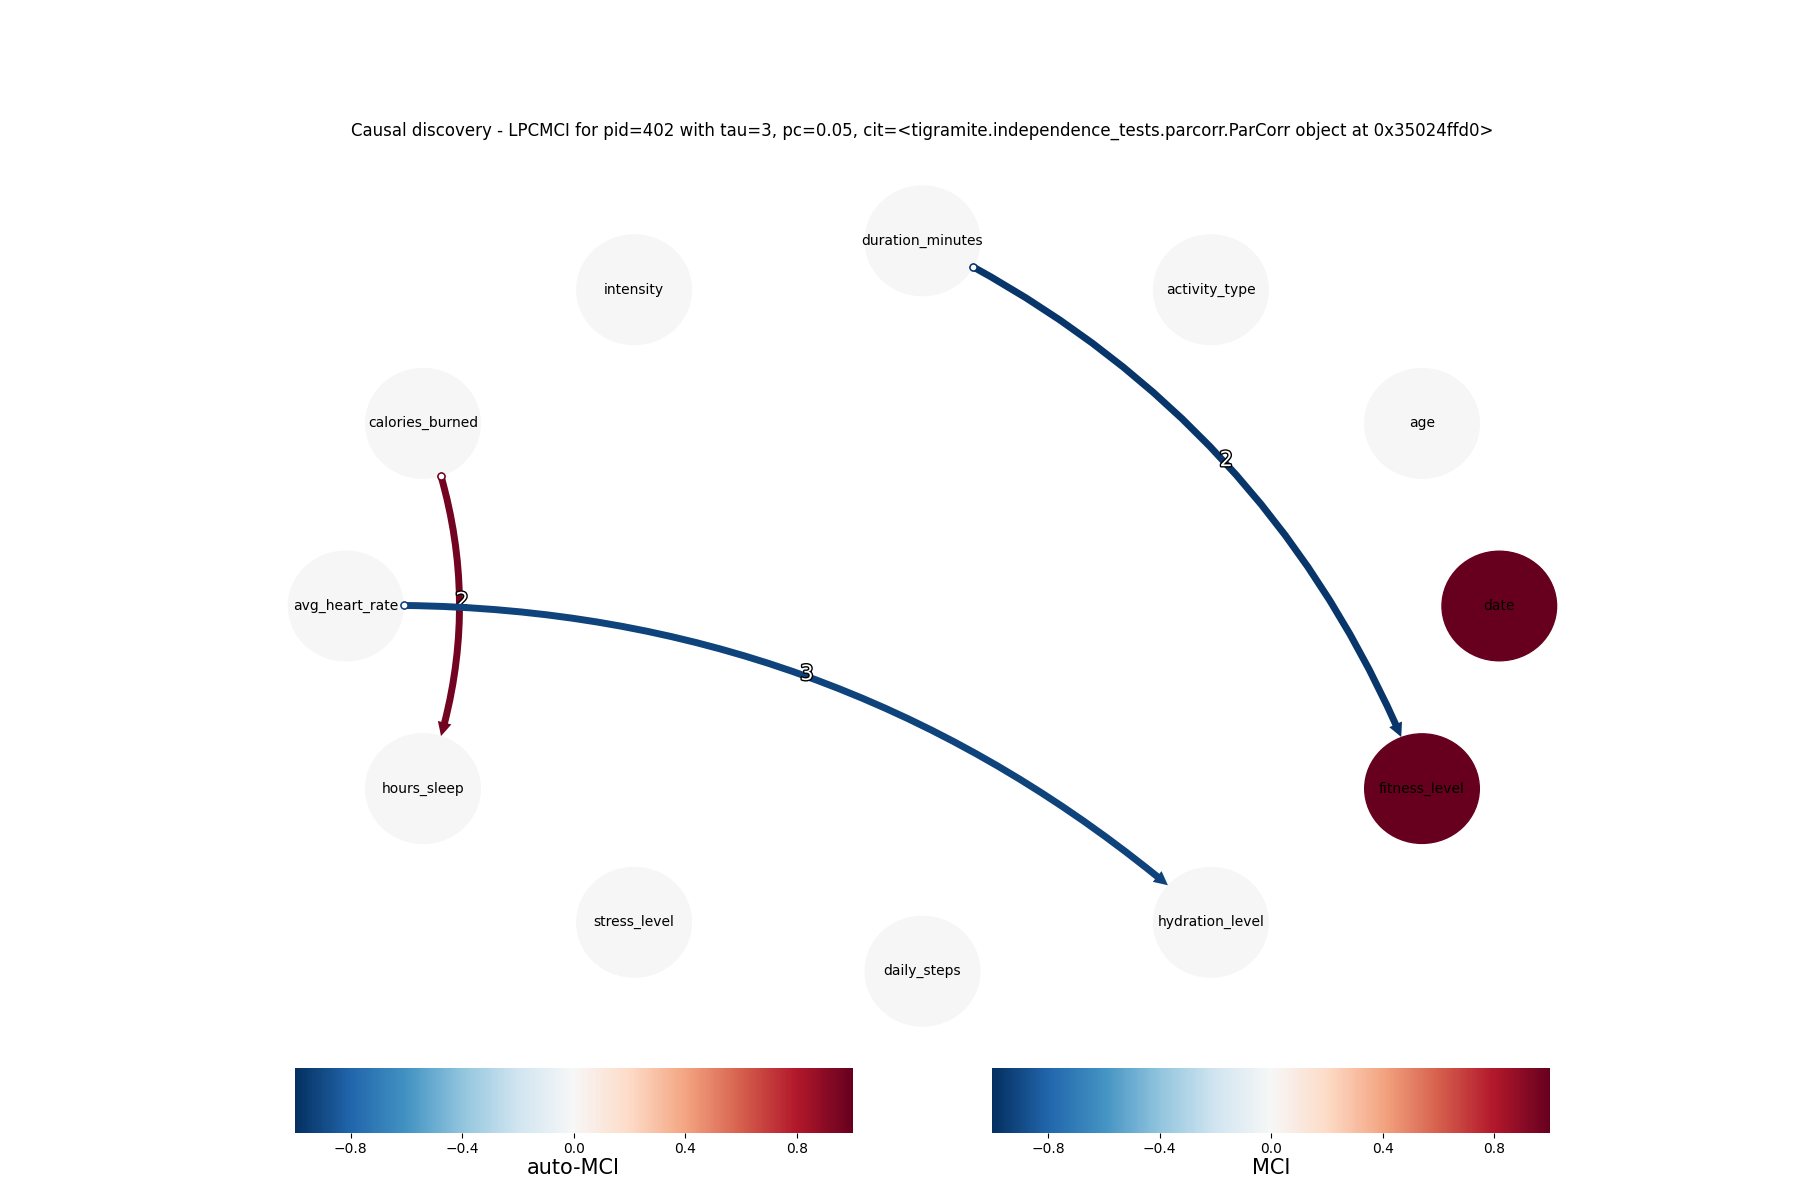 Causal discovery - LPCMCI for pid=402 with tau=3, pc=0.05, cit=<tigramite.independence_tests.parcorr.ParCorr object at 0x35024ffd0>
duration_minutes
intensity
activity_type
calories_burned
age
2
2
avg_heart_rate
date
3
hours_sleep
fitness_level
stress_level
hydration_level
daily_steps
−0.8 −0.4 0.0 0.4 0.8
auto-MCI
−0.8 −0.4 0.0 0.4 0.8
MCI